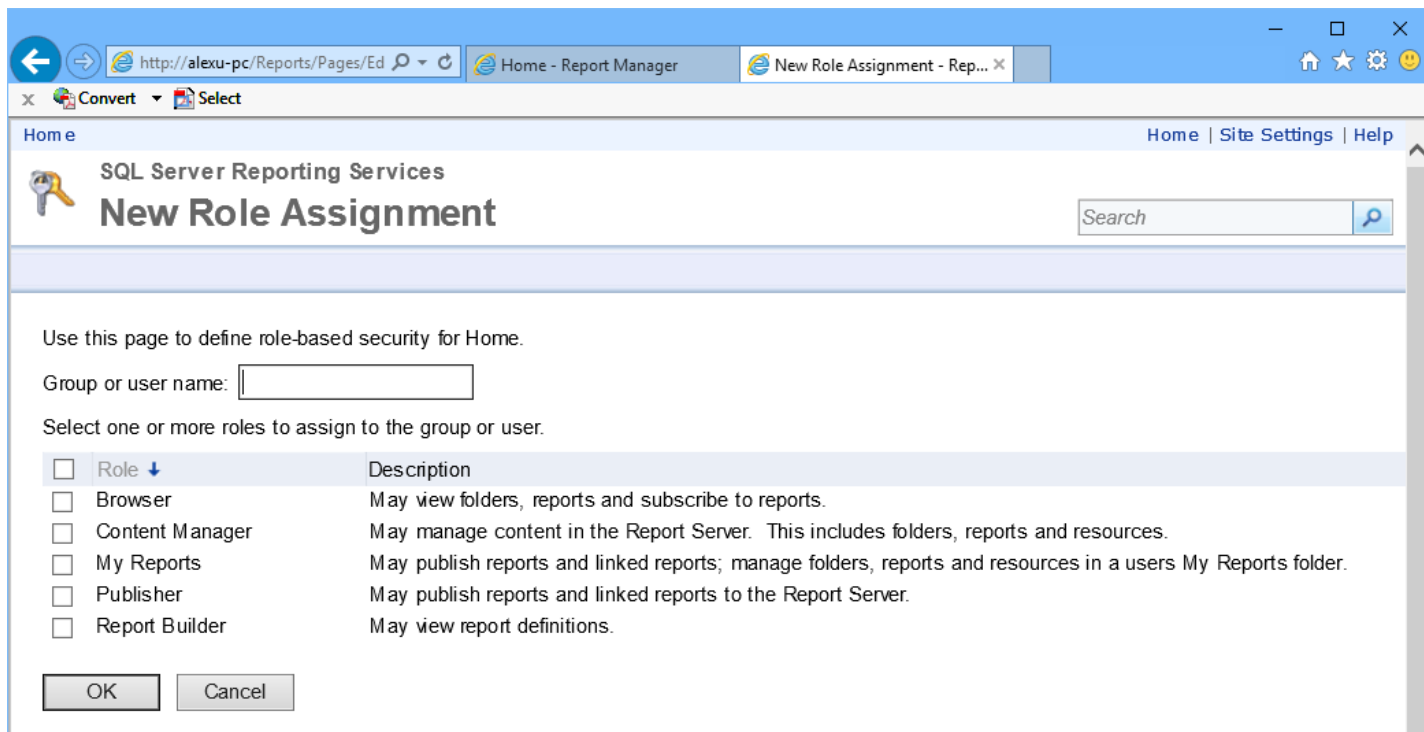 http://alexu-pc/Reports/Pages/Ed
Home - Report Manager
New Role Assignment - Rep...
x Convert Select
Home
Home | Site Settings | Help
SQL Server Reporting Services
New Role Assignment
Search
Use this page to define role-based security for Home.
Group or user name:
Select one or more roles to assign to the group or user.
Role Description
Browser May view folders, reports and subscribe to reports.
Content Manager May manage content in the Report Server. This includes folders, reports and resources.
My Reports May publish reports and linked reports; manage folders, reports and resources in a users My Reports folder.
Publisher May publish reports and linked reports to the Report Server.
Report Builder May view report definitions.
OK Cancel